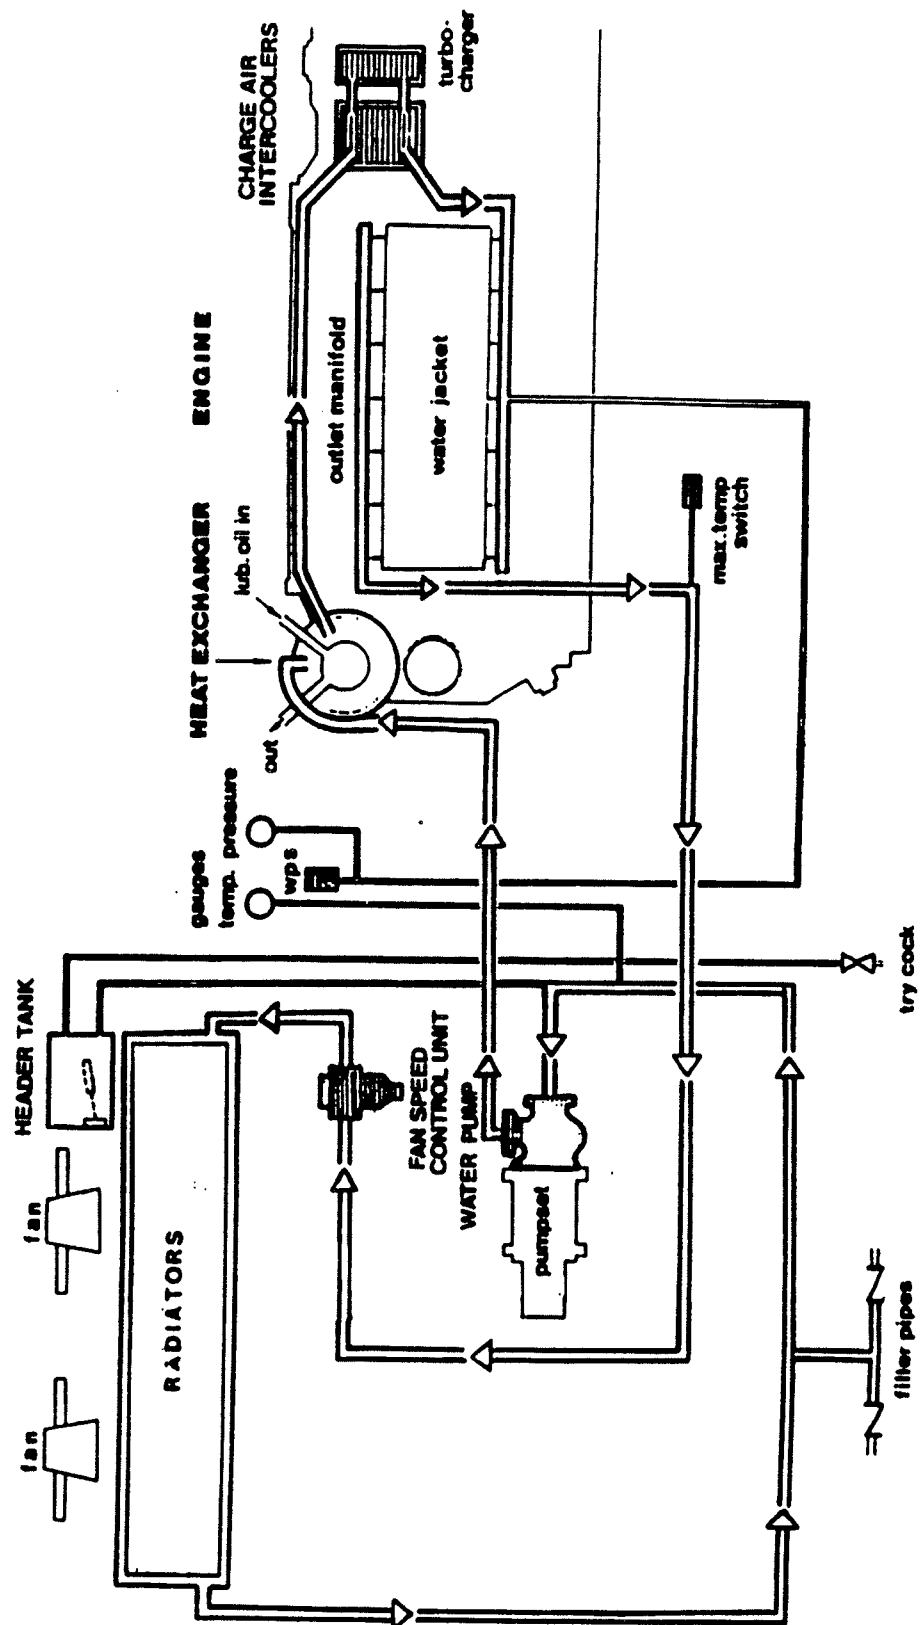 HEADER TANK
fan
fan
RADIATORS
gauges
temp. pressure
wps
FAN SPEED
CONTROL UNIT
WATER PUMP
pumpset
filler pipes
try cock
HEAT EXCHANGER
lub. oil in
out
ENGINE
outlet manifold
water jacket
max. temp
switch
CHARGE AIR
INTERCOOLERS
turbo-
charger